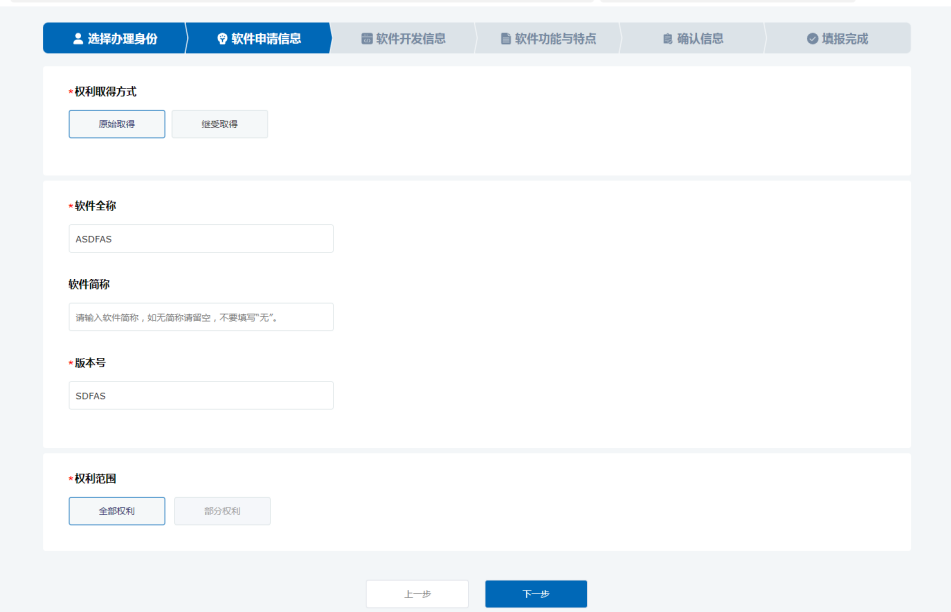 选择办理身份 软件申请信息 软件开发信息 软件功能与特点 确认信息 填报完成
*权利取得方式
原始取得 继受取得
*软件全称
ASDFAS
软件简称
请输入软件简称，如无简称请留空，不要填写"无"。
*版本号
SDFAS
*权利范围
全部权利 部分权利
上一步 下一步